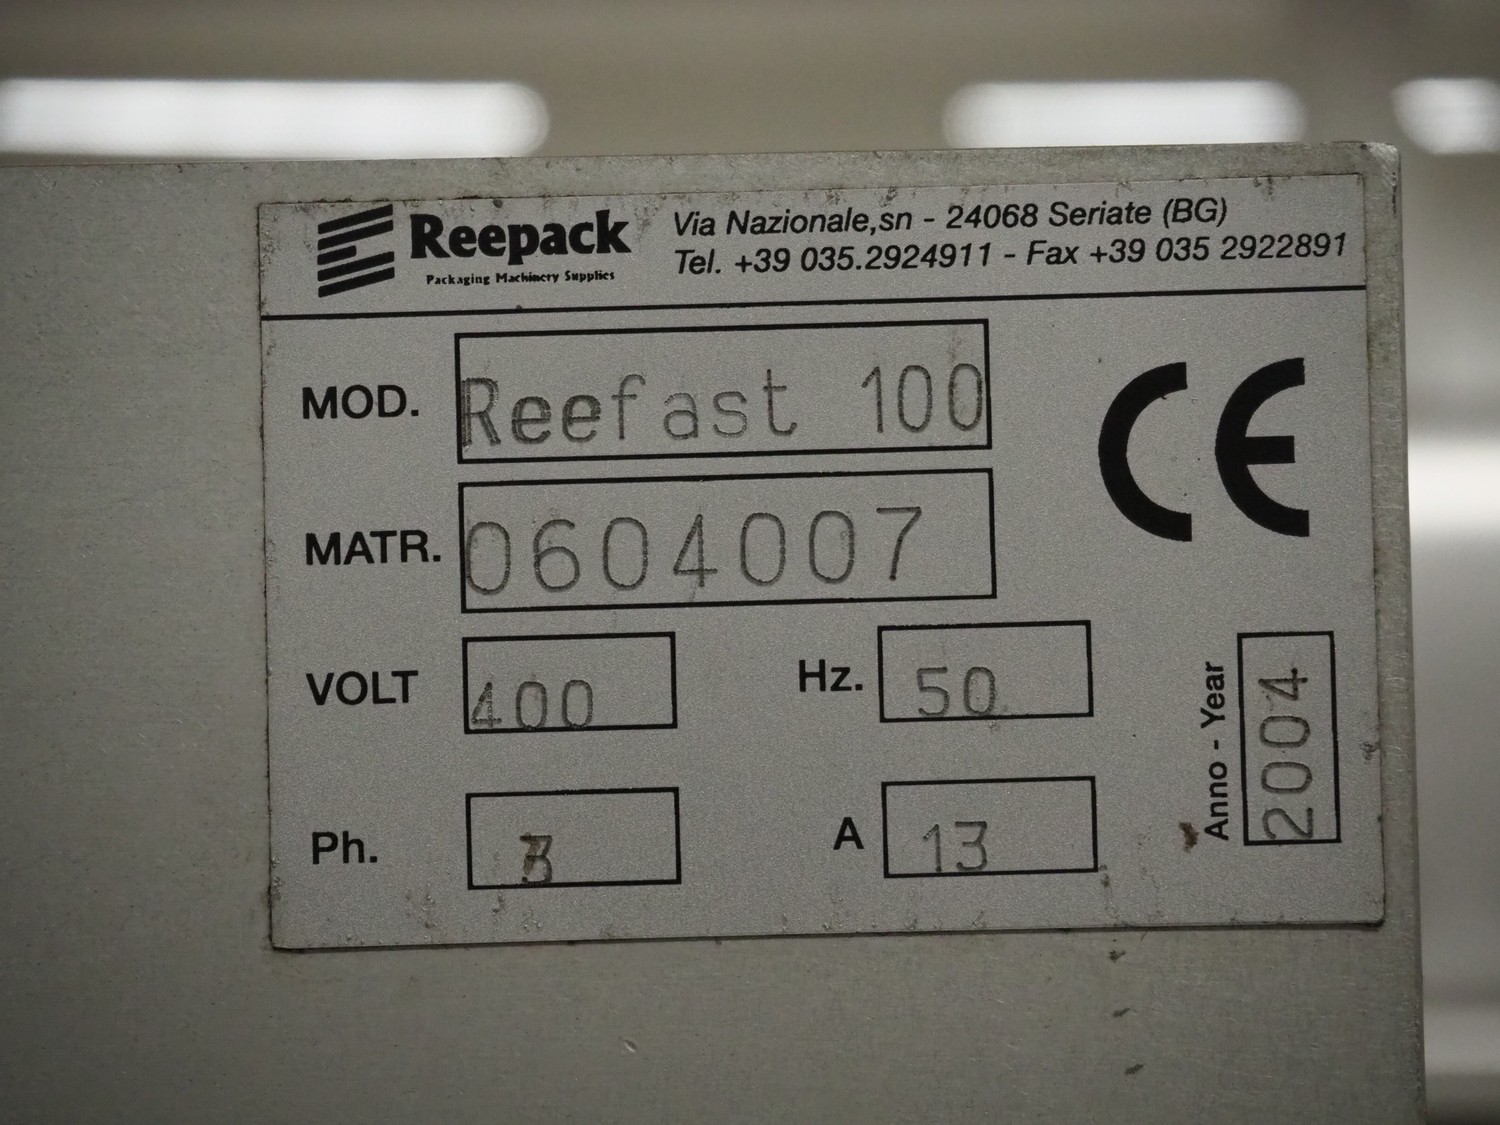 Reepack
Packaging Machinery Supplies
Via Nazionale,sn - 24068 Seriate (BG)
Tel. +39 035.2924911 - Fax +39 035 2922891
MOD. Reefast 100
CE
MATR. 0604007
VOLT 400 Hz. 50
Ph. 3 A 13
Anno - Year 2004